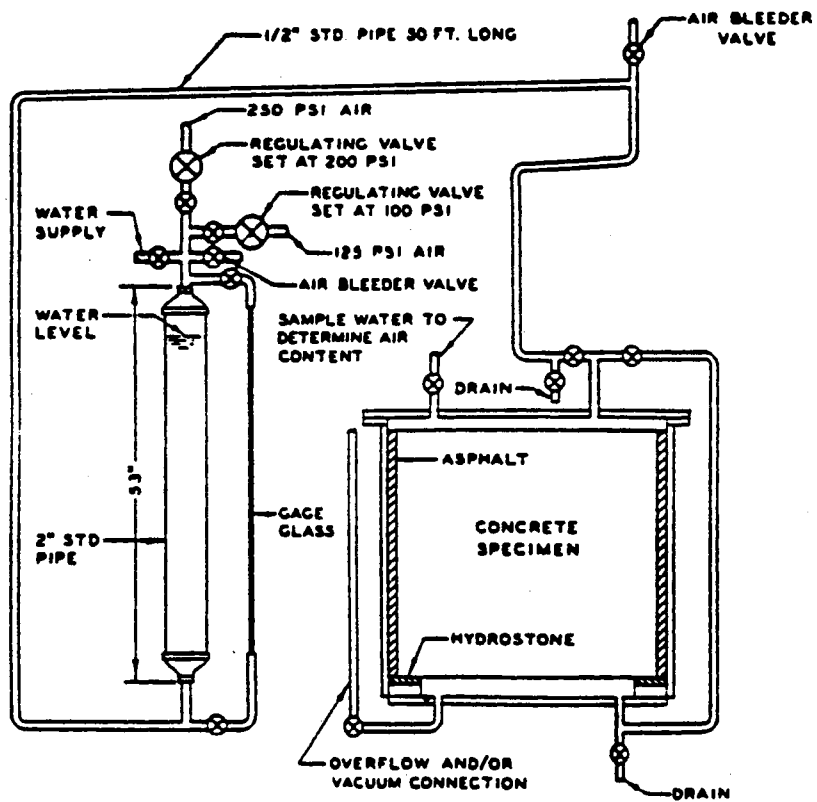 1/2" STD. PIPE 50 FT. LONG
AIR BLEEDER
VALVE
250 PSI AIR
REGULATING VALVE
SET AT 200 PSI
REGULATING VALVE
SET AT 100 PSI
WATER
SUPPLY
125 PSI AIR
AIR BLEEDER VALVE
WATER
LEVEL
SAMPLE WATER TO
DETERMINE AIR
CONTENT
DRAIN
ASPHALT
53"
GAGE
GLASS
CONCRETE
SPECIMEN
2" STD
PIPE
HYDROSTONE
OVERFLOW AND/OR
VACUUM CONNECTION
DRAIN